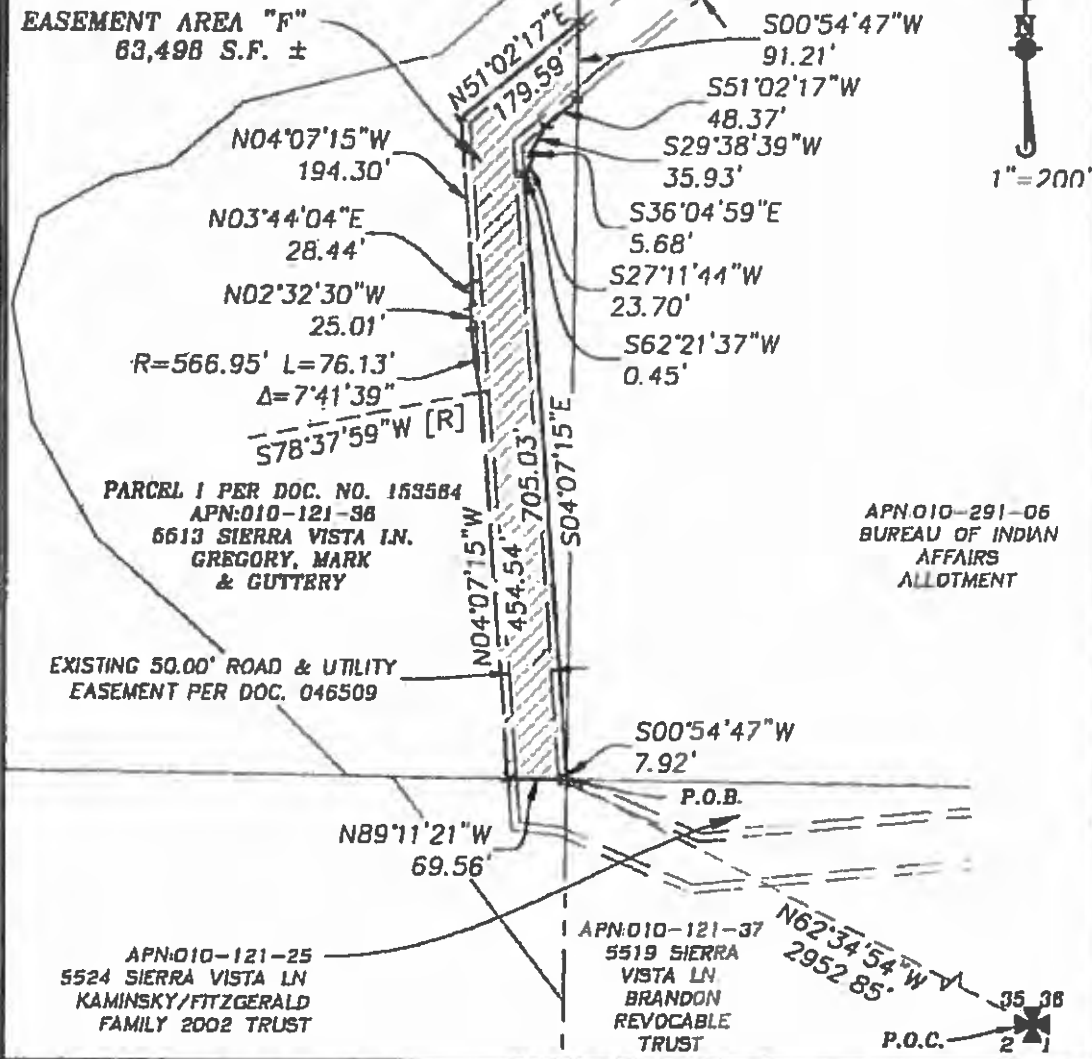 EASEMENT AREA "F"
63,498 S.F. ±
N51°02'17"E
179.59'
S00°54'47"W
91.21'
N
1"=200'
S51°02'17"W
48.37'
N04°07'15"W
194.30'
S29°38'39"W
35.93'
S36°04'59"E
5.68'
N03°44'04"E
28.44'
S27°11'44"W
23.70'
N02°32'30"W
25.01'
S62°21'37"W
0.45'
R=566.95' L=76.13'
Δ=7°41'39"
S78°37'59"W [R]
PARCEL 1 PER DOC. NO. 153564
APN:010-121-36
6613 SIERRA VISTA LN.
GREGORY, MARK
& GUTTERY
N04°07'15"W
454.54'
705.03'
S04°07'15"E
APN:010-291-06
BUREAU OF INDIAN
AFFAIRS
ALLOTMENT
EXISTING 50.00' ROAD & UTILITY
EASEMENT PER DOC. 046509
S00°54'47"W
7.92'
P.O.B.
N89°11'21"W
69.56'
APN:010-121-25
5524 SIERRA VISTA LN
KAMINSKY/FITZGERALD
FAMILY 2002 TRUST
APN:010-121-37
5519 SIERRA
VISTA LN
BRANDON
REVOCABLE
TRUST
N62°34'54"W
2952.85'
35 36
2 1
P.O.C.